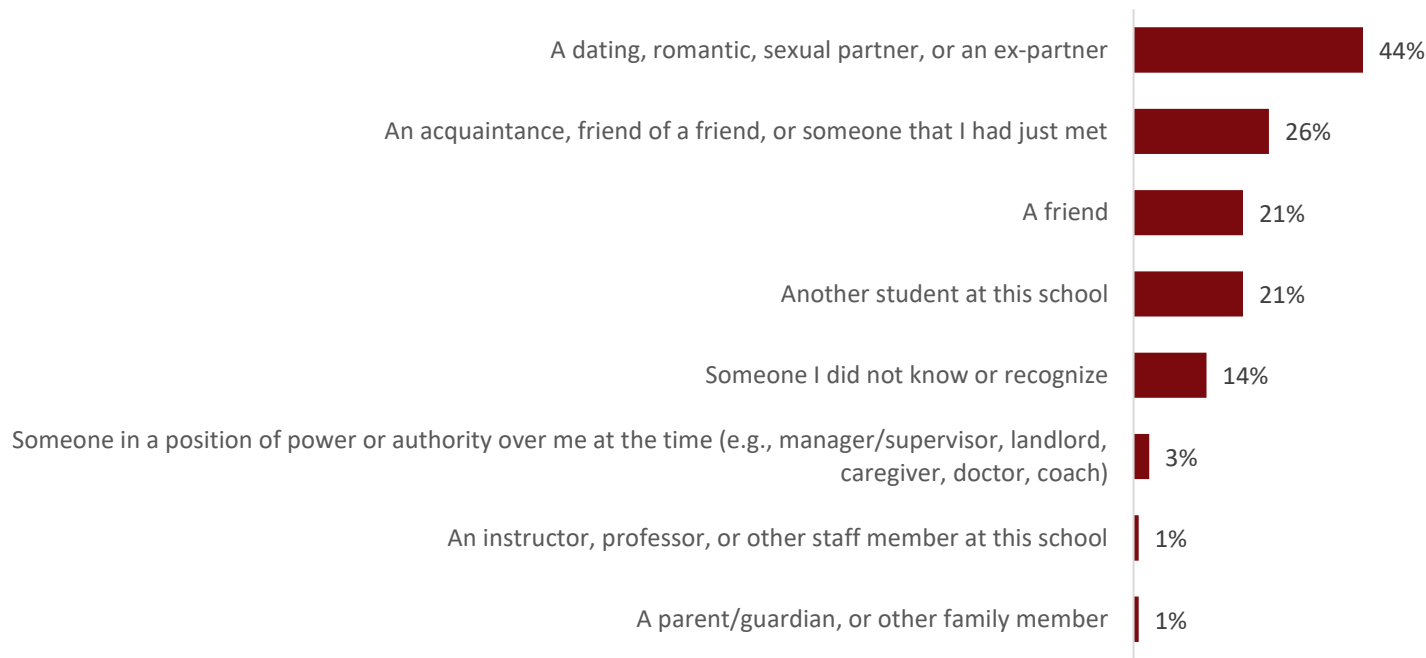 A dating, romantic, sexual partner, or an ex-partner 44%
An acquaintance, friend of a friend, or someone that I had just met 26%
A friend 21%
Another student at this school 21%
Someone I did not know or recognize 14%
Someone in a position of power or authority over me at the time (e.g., manager/supervisor, landlord,
caregiver, doctor, coach) 3%
An instructor, professor, or other staff member at this school 1%
A parent/guardian, or other family member 1%